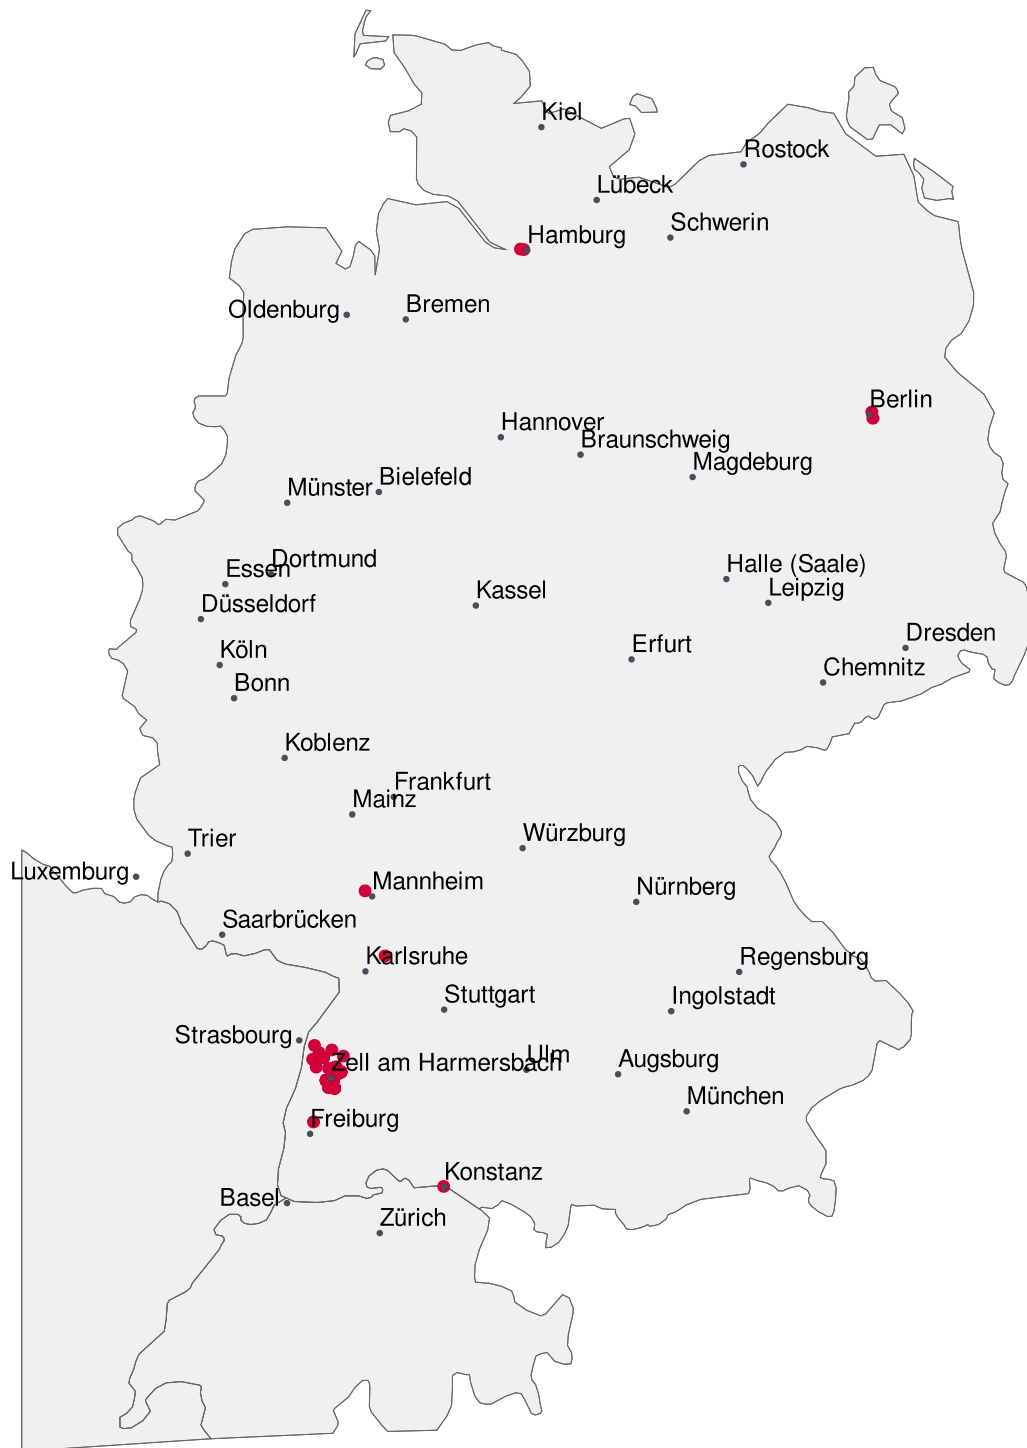 Kiel
Rostock
Lübeck
Schwerin
Hamburg
Oldenburg
Bremen
Berlin
Hannover
Braunschweig
Magdeburg
Bielefeld
Münster
Dortmund
Essen
Halle (Saale)
Leipzig
Kassel
Düsseldorf
Dresden
Erfurt
Köln
Chemnitz
Bonn
Koblenz
Frankfurt
Mainz
Würzburg
Trier
Luxemburg
Mannheim
Nürnberg
Saarbrücken
Karlsruhe
Regensburg
Stuttgart
Ingolstadt
Strasbourg
Ulm
Zell am Harmersbach
Augsburg
München
Freiburg
Konstanz
Basel
Zürich